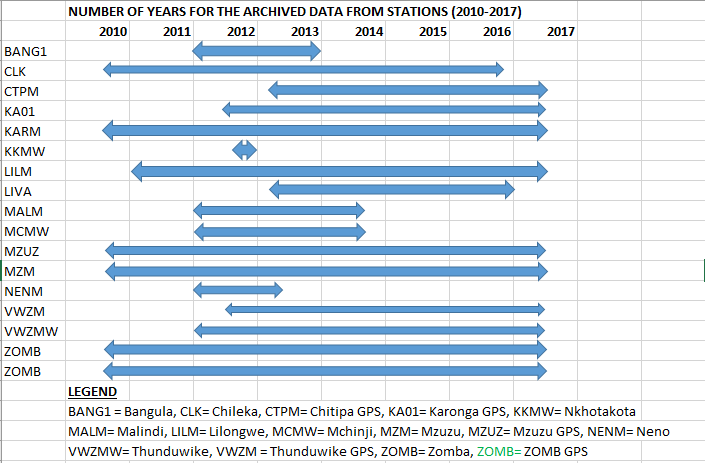 NUMBER OF YEARS FOR THE ARCHIVED DATA FROM STATIONS (2010-2017)
2010 2011 2012 2013 2014 2015 2016 2017
BANG1
CLK
CTPM
KA01
KARM
KKMW
LILM
LIVA
MALM
MCMW
MZUZ
MZM
NENM
VWZM
VWZMW
ZOMB
ZOMB
LEGEND
BANG1 = Bangula, CLK= Chileka, CTPM= Chitipa GPS, KA01= Karonga GPS, KKMW= Nkhotakota
MALM= Malindi, LILM= Lilongwe, MCMW= Mchinji, MZM= Mzuzu, MZUZ= Mzuzu GPS, NENM= Neno
VWZMW= Thunduwike, VWZM = Thunduwike GPS, ZOMB= Zomba, ZOMB= ZOMB GPS